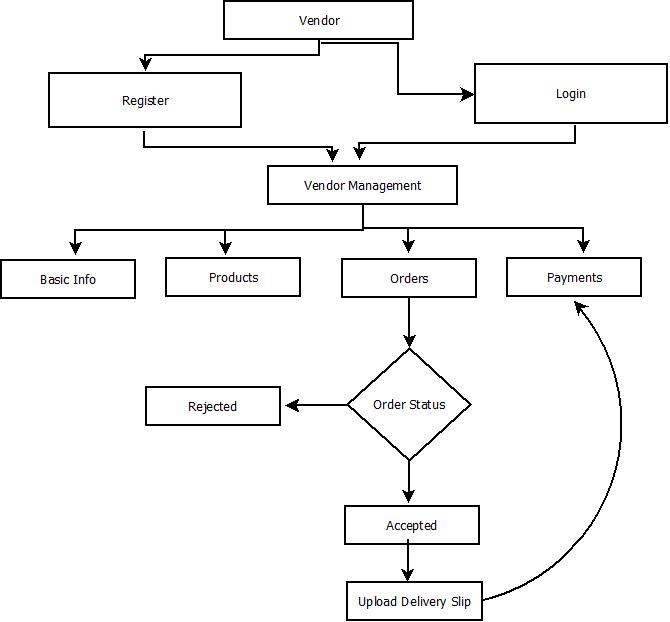 Vendor
Register
Login
Vendor Management
Basic Info
Products
Orders
Payments
Rejected
Order Status
Accepted
Upload Delivery Slip